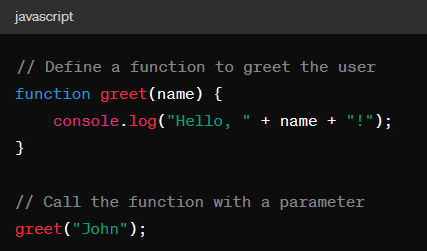 javascript
// Define a function to greet the user
function greet(name) {
    console.log("Hello, " + name + "!");
}
// Call the function with a parameter
greet("John");